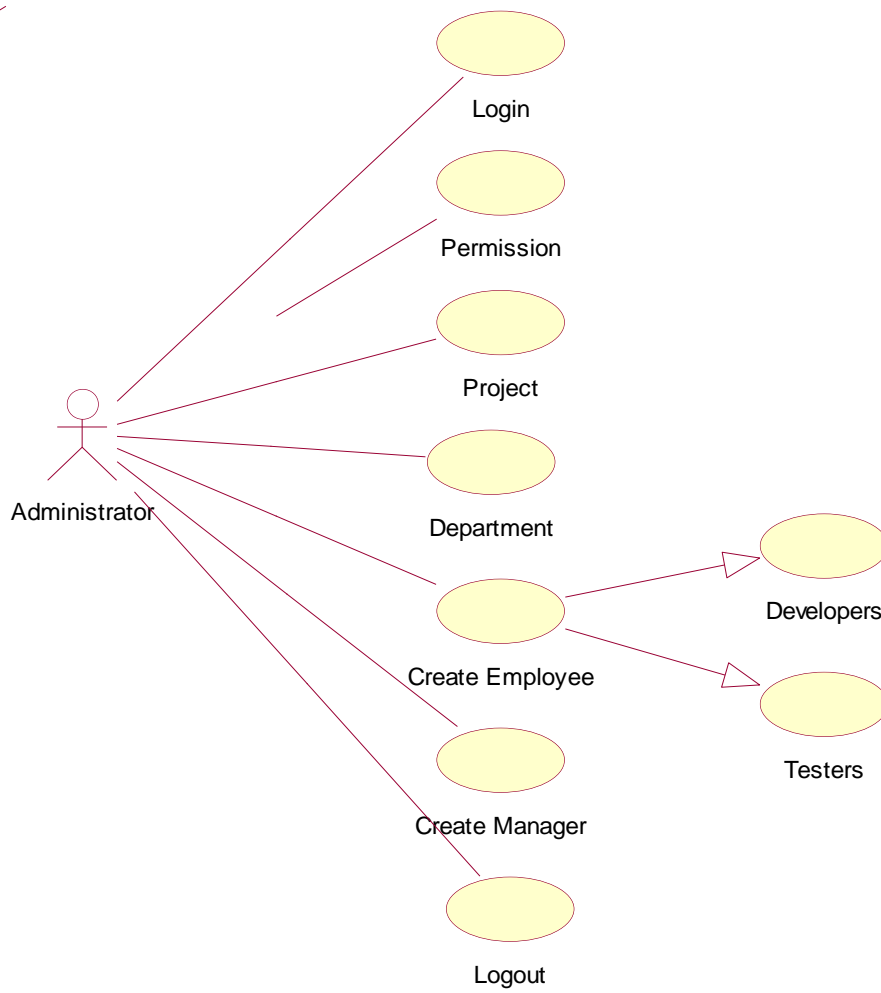 Login
Permission
Project
Administrator
Department
Developers
Create Employee
Testers
Create Manager
Logout